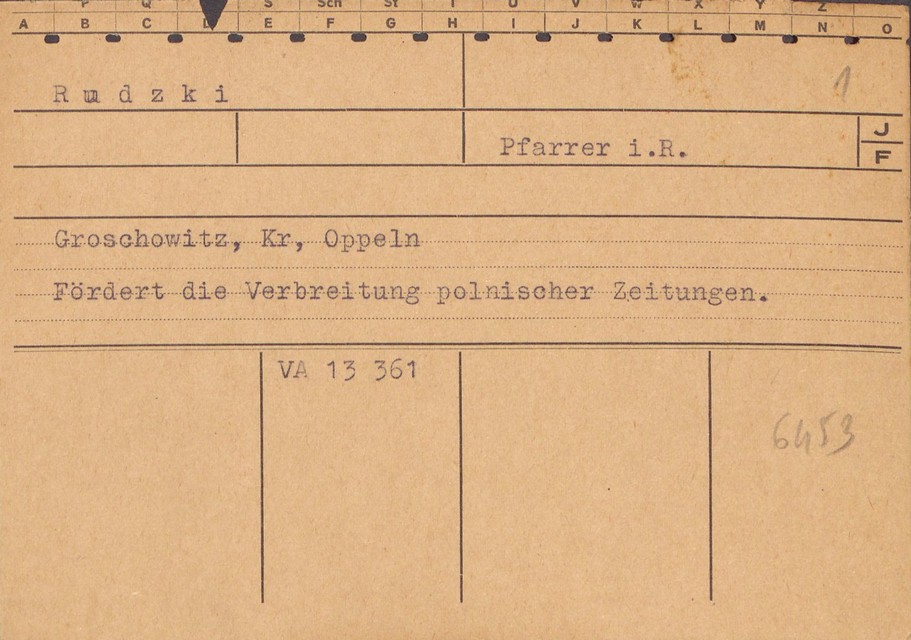 P Q S Sch St T U V W X Y Z
A B C E F G H I J K L M N O
Rudzki
1
Pfarrer i.R.
J
F
Groschowitz, Kr, Oppeln
Fördert die Verbreitung polnischer Zeitungen.
VA 13 361
6453